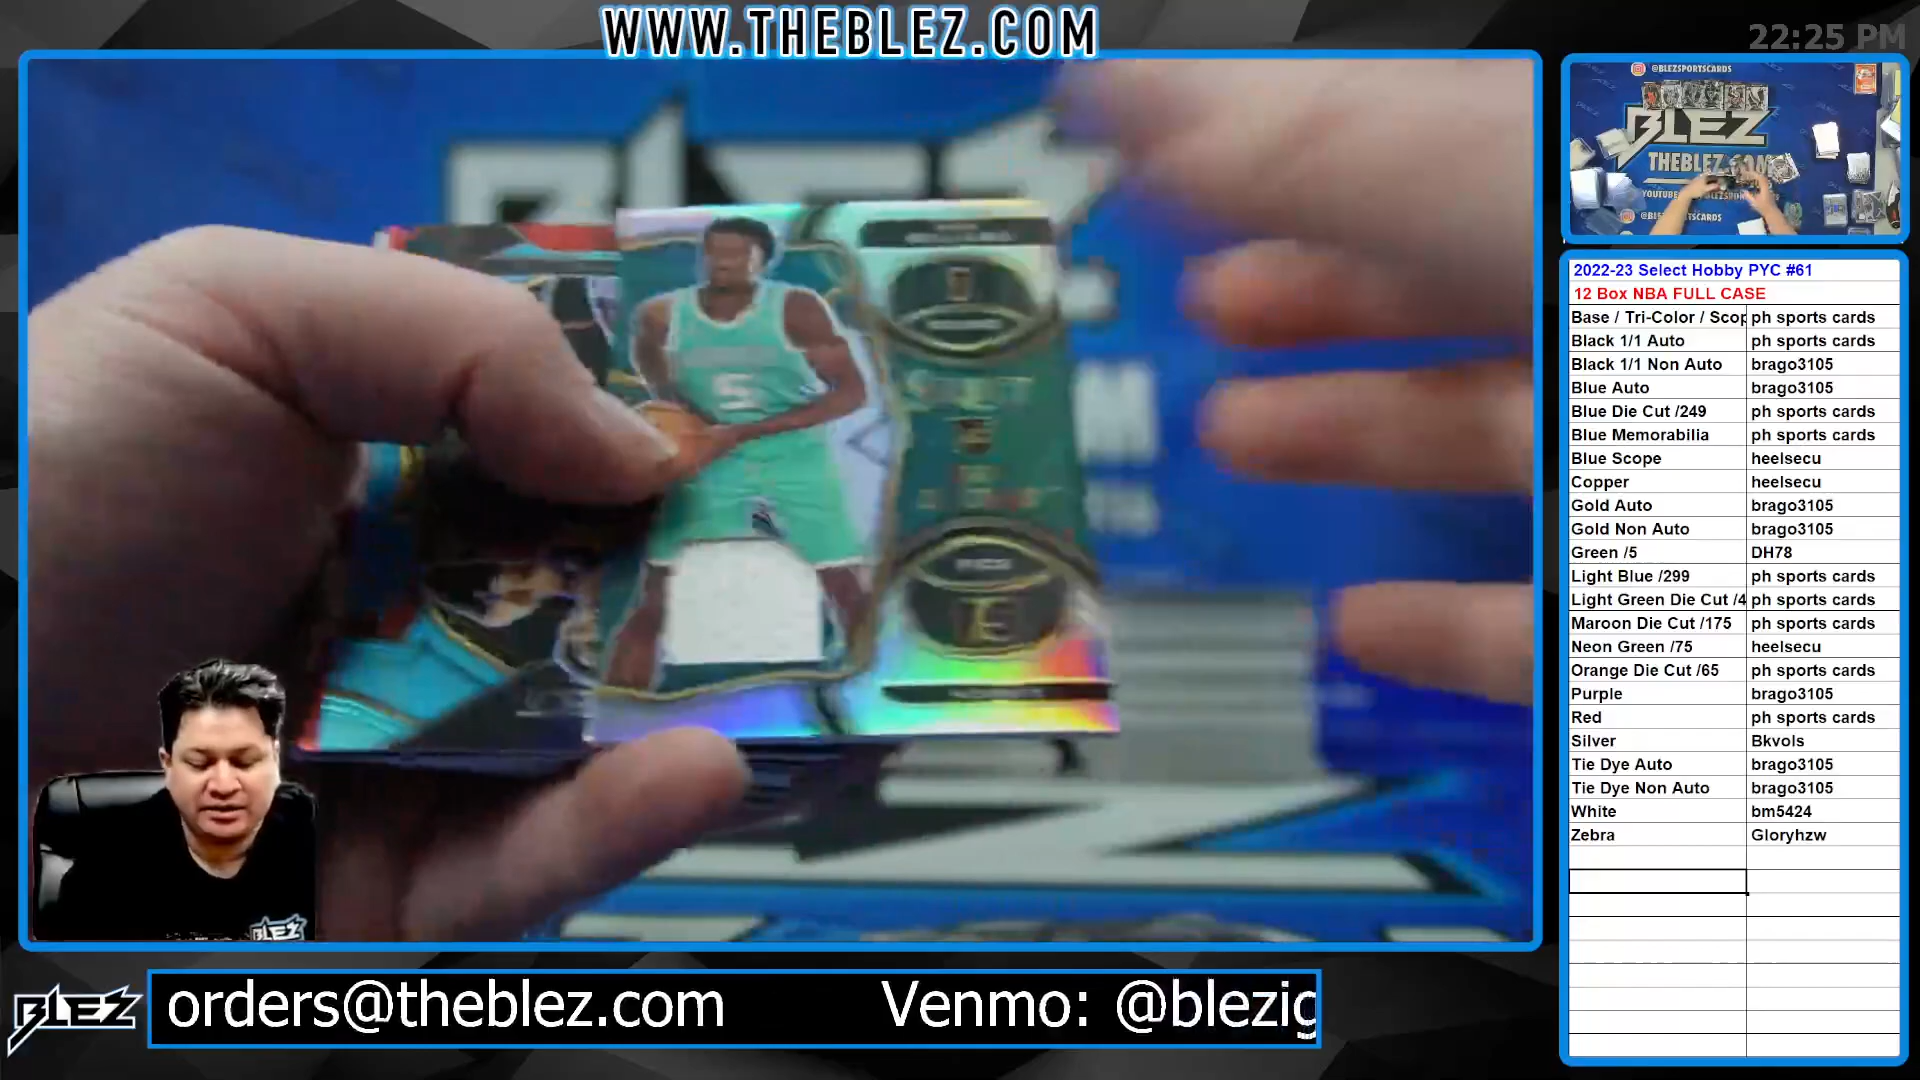 WWW.THEBLEZ.COM
22:25 PM
@BLEZSPORTSCARDS
BLEZ
THEBLEZ.COM
2022-23 Select Hobby PYC #61
12 Box NBA FULL CASE
Base / Tri-Color / Scop ph sports cards
Black 1/1 Auto ph sports cards
Black 1/1 Non Auto brago3105
Blue Auto brago3105
Blue Die Cut /249 ph sports cards
Blue Memorabilia ph sports cards
Blue Scope heelsecu
Copper heelsecu
Gold Auto brago3105
Gold Non Auto brago3105
Green /5 DH78
Light Blue /299 ph sports cards
Light Green Die Cut /4 ph sports cards
Maroon Die Cut /175 ph sports cards
Neon Green /75 heelsecu
Orange Die Cut /65 ph sports cards
Purple brago3105
Red ph sports cards
Silver Bkvols
Tie Dye Auto brago3105
Tie Dye Non Auto brago3105
White bm5424
Zebra Gloryhzw
5
BLEZ
BLEZ
orders@theblez.com Venmo: @blezig